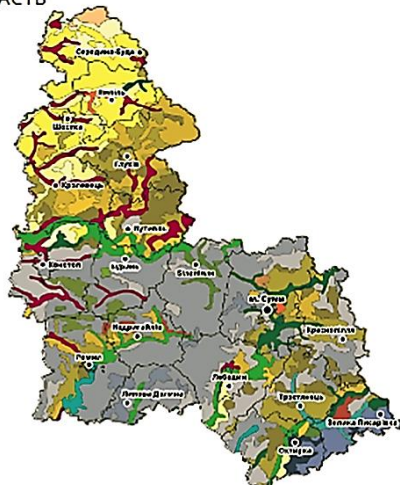 Середина-Буда
Ямпіль
Шостка
Глухів
Кролевець
Путивль
Конотоп
Буринь
Білопілля
м. Суми
Краснопілля
Недригайлів
Ромни
Лебедин
Липова Долина
Тростянець
Велика Писарівка
Охтирка